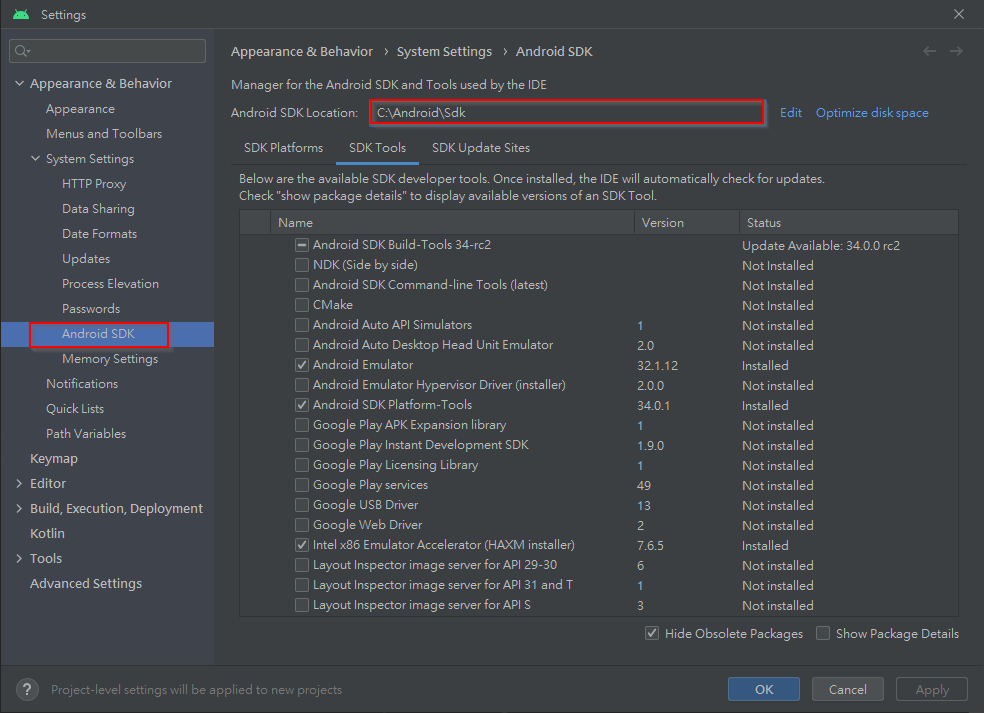 Settings
Appearance & Behavior
Appearance
Menus and Toolbars
System Settings
HTTP Proxy
Data Sharing
Date Formats
Updates
Process Elevation
Passwords
Android SDK
Memory Settings
Notifications
Quick Lists
Path Variables
Keymap
Editor
Build, Execution, Deployment
Kotlin
Tools
Advanced Settings
Appearance & Behavior › System Settings › Android SDK
Manager for the Android SDK and Tools used by the IDE
Android SDK Location: C:\Android\Sdk Edit Optimize disk space
SDK Platforms SDK Tools SDK Update Sites
Below are the available SDK developer tools. Once installed, the IDE will automatically check for updates.
Check "show package details" to display available versions of an SDK Tool.
Name Version Status
Android SDK Build-Tools 34-rc2 Update Available: 34.0.0 rc2
NDK (Side by side) Not Installed
Android SDK Command-line Tools (latest) Not Installed
CMake Not Installed
Android Auto API Simulators 1 Not installed
Android Auto Desktop Head Unit Emulator 2.0 Not installed
Android Emulator 32.1.12 Installed
Android Emulator Hypervisor Driver (installer) 2.0.0 Not installed
Android SDK Platform-Tools 34.0.1 Installed
Google Play APK Expansion library 1 Not installed
Google Play Instant Development SDK 1.9.0 Not installed
Google Play Licensing Library 1 Not installed
Google Play services 49 Not installed
Google USB Driver 13 Not installed
Google Web Driver 2 Not installed
Intel x86 Emulator Accelerator (HAXM installer) 7.6.5 Installed
Layout Inspector image server for API 29-30 6 Not installed
Layout Inspector image server for API 31 and T 1 Not installed
Layout Inspector image server for API S 3 Not installed
Hide Obsolete Packages Show Package Details
? Project-level settings will be applied to new projects
OK Cancel Apply